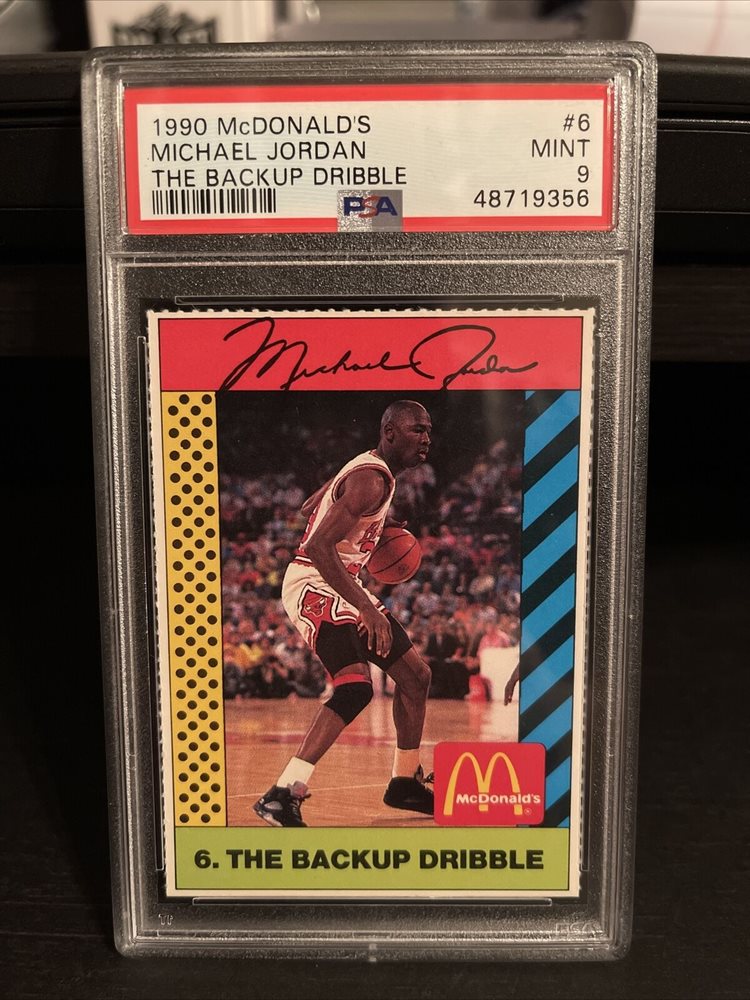 1990 McDONALD'S #6
MICHAEL JORDAN MINT
THE BACKUP DRIBBLE 9
PSA 48719356
Michael Jordan
McDonald's
6. THE BACKUP DRIBBLE
PSA